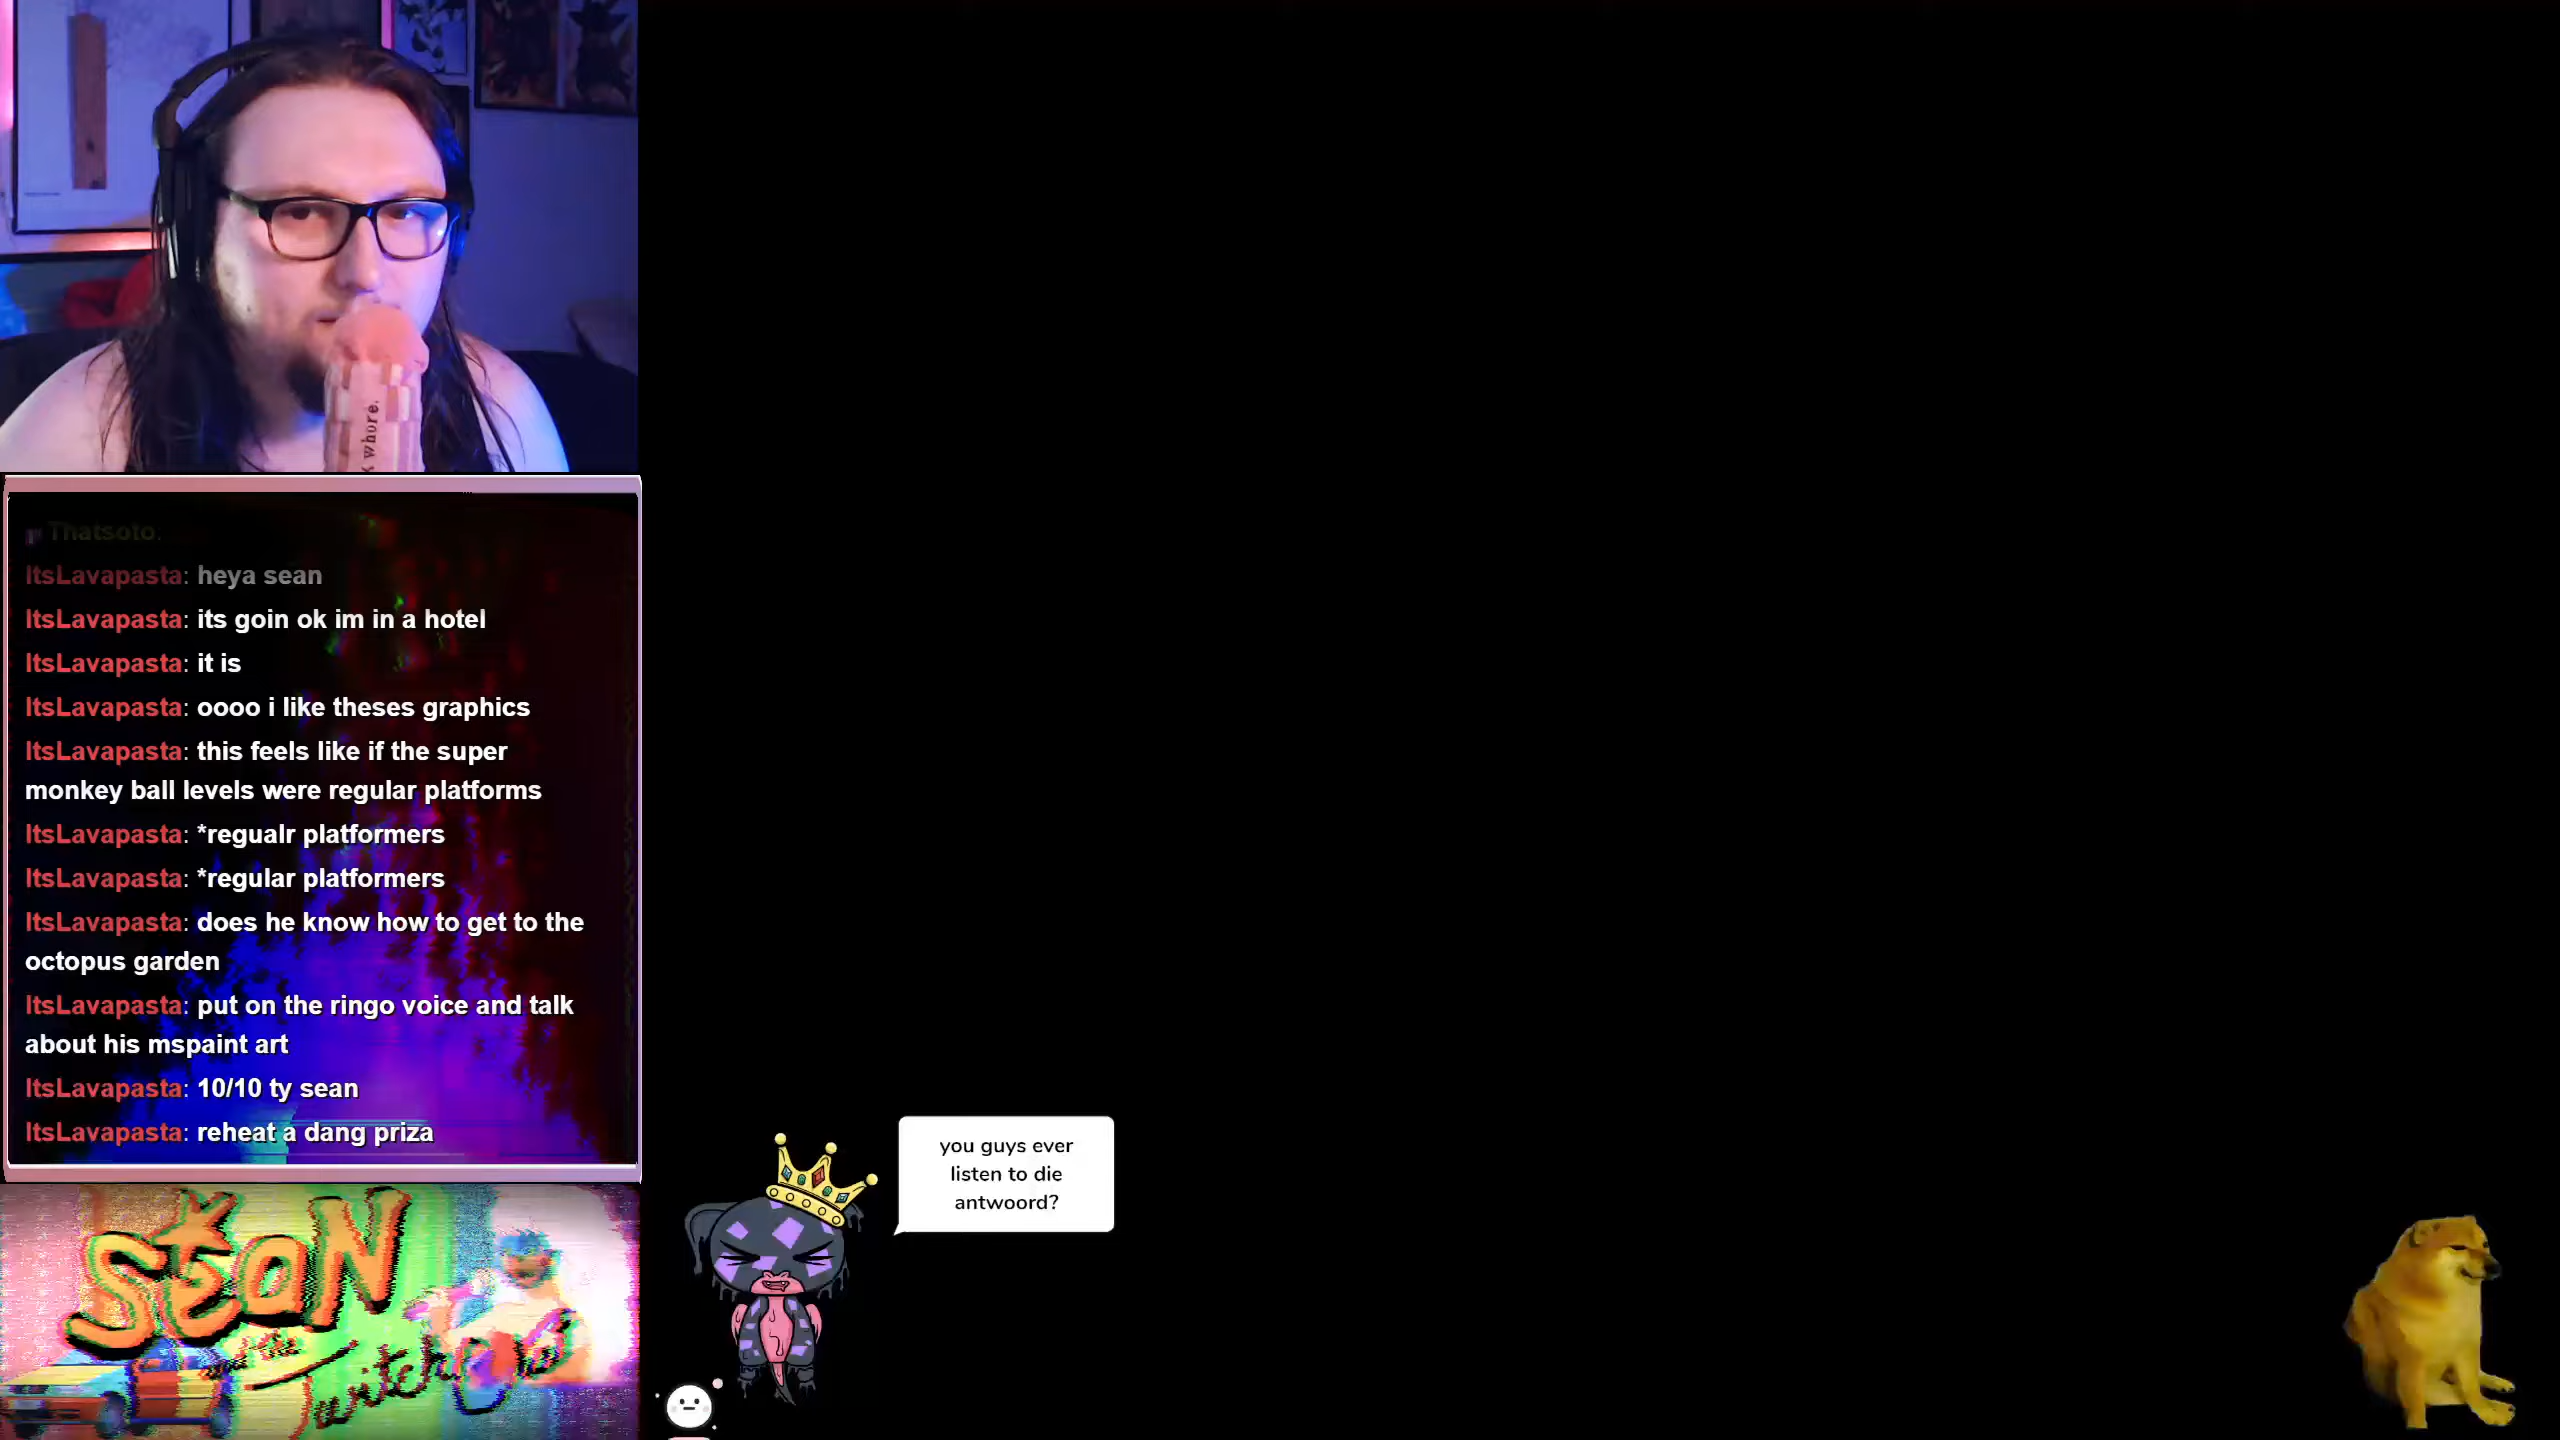 k whore.
Thatsoto.
ItsLavapasta: heya sean
ItsLavapasta: its goin ok im in a hotel
ItsLavapasta: it is
ItsLavapasta: oooo i like theses graphics
ItsLavapasta: this feels like if the super
monkey ball levels were regular platforms
ItsLavapasta: *regualr platformers
ItsLavapasta: *regular platformers
ItsLavapasta: does he know how to get to the
octopus garden
ItsLavapasta: put on the ringo voice and talk
about his mspaint art
ItsLavapasta: 10/10 ty sean
ItsLavapasta: reheat a dang priza
you guys ever
listen to die
antwoord?
SEAN